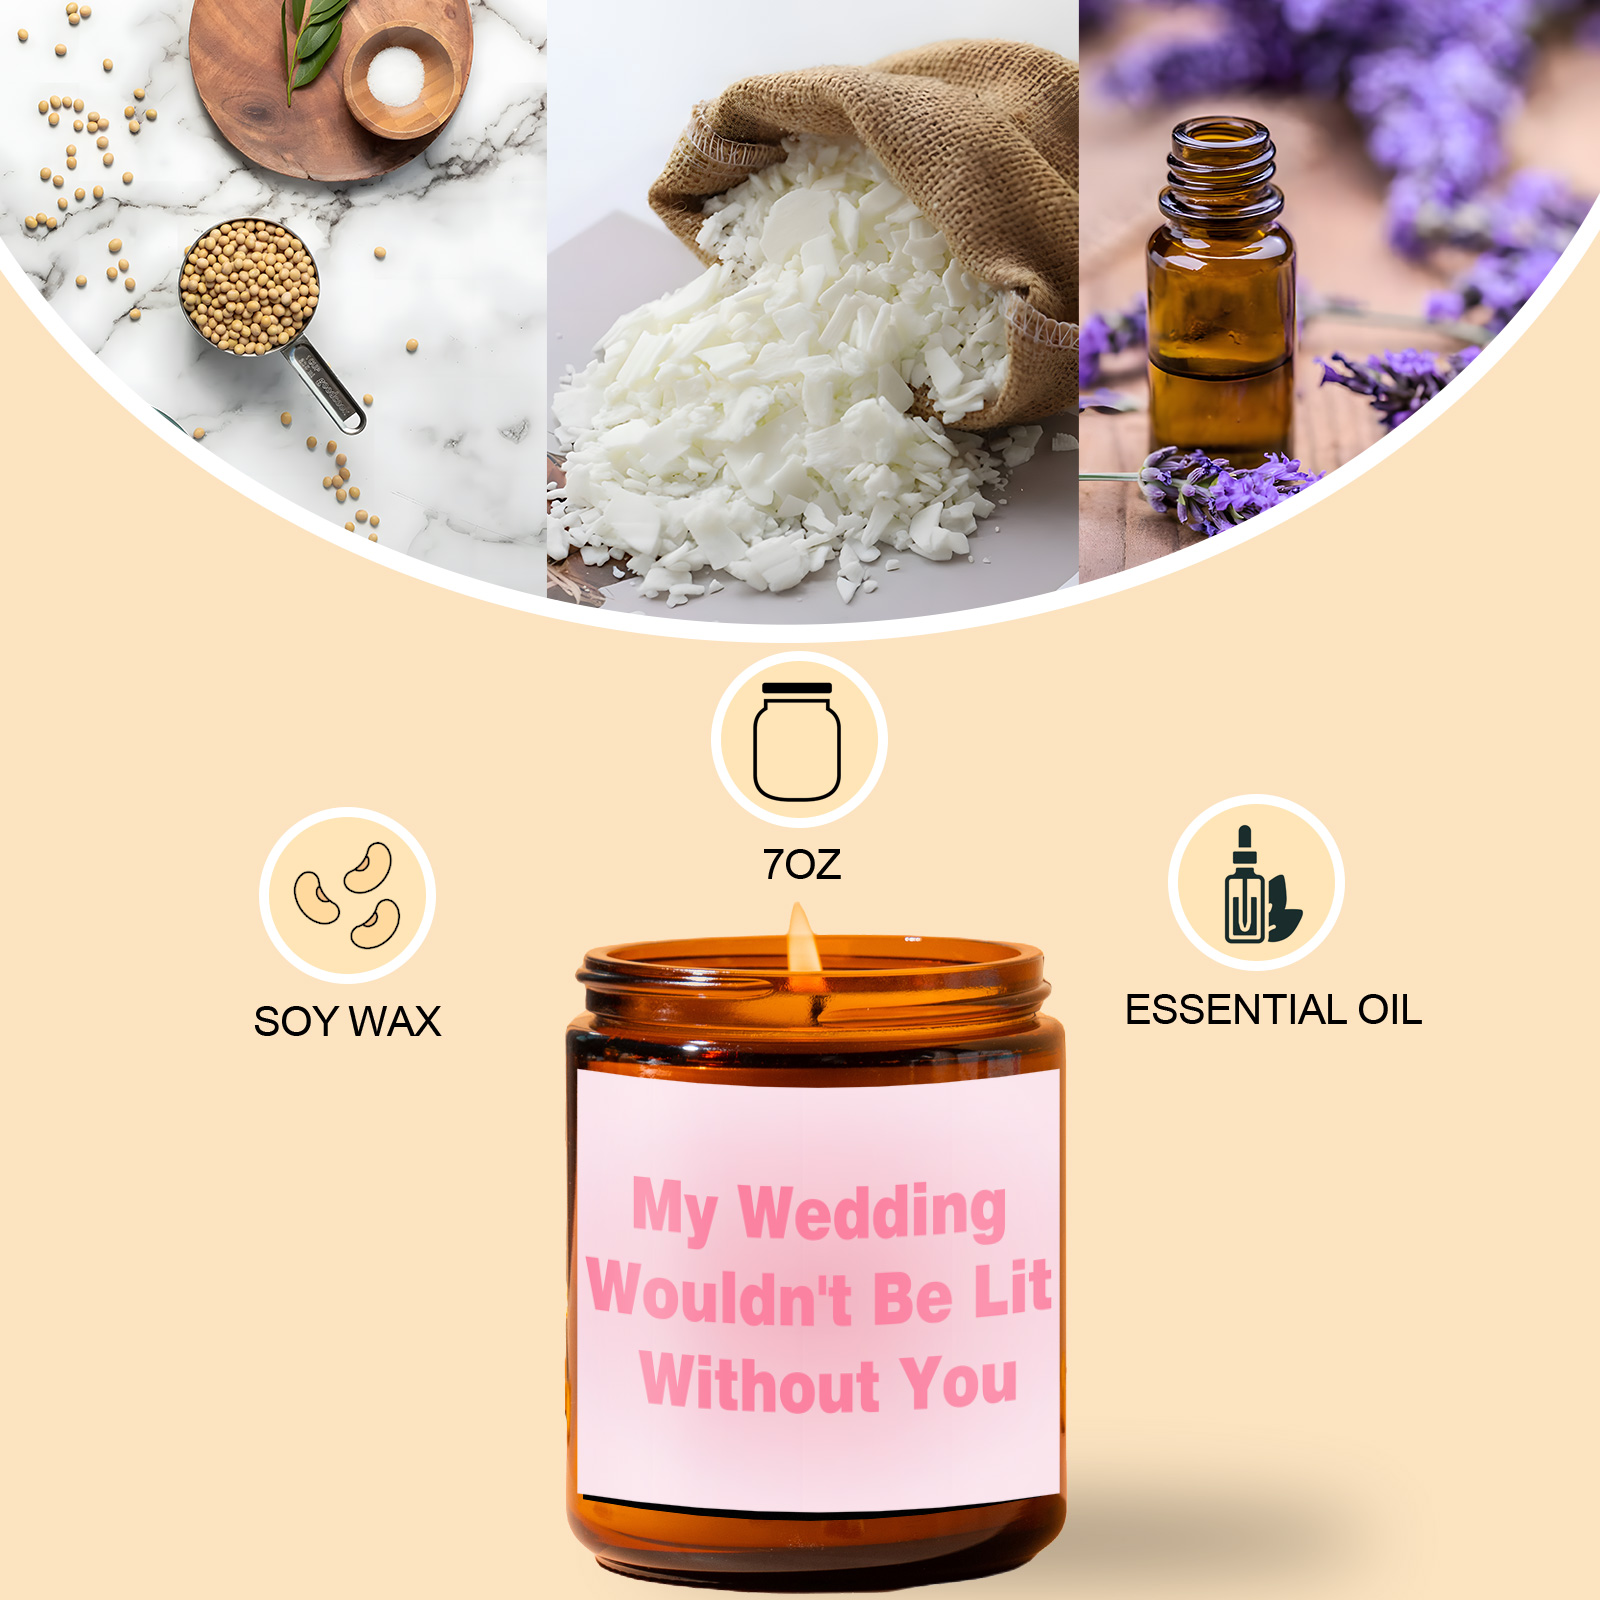 7OZ
SOY WAX
ESSENTIAL OIL
My Wedding
Wouldn't Be Lit
Without You